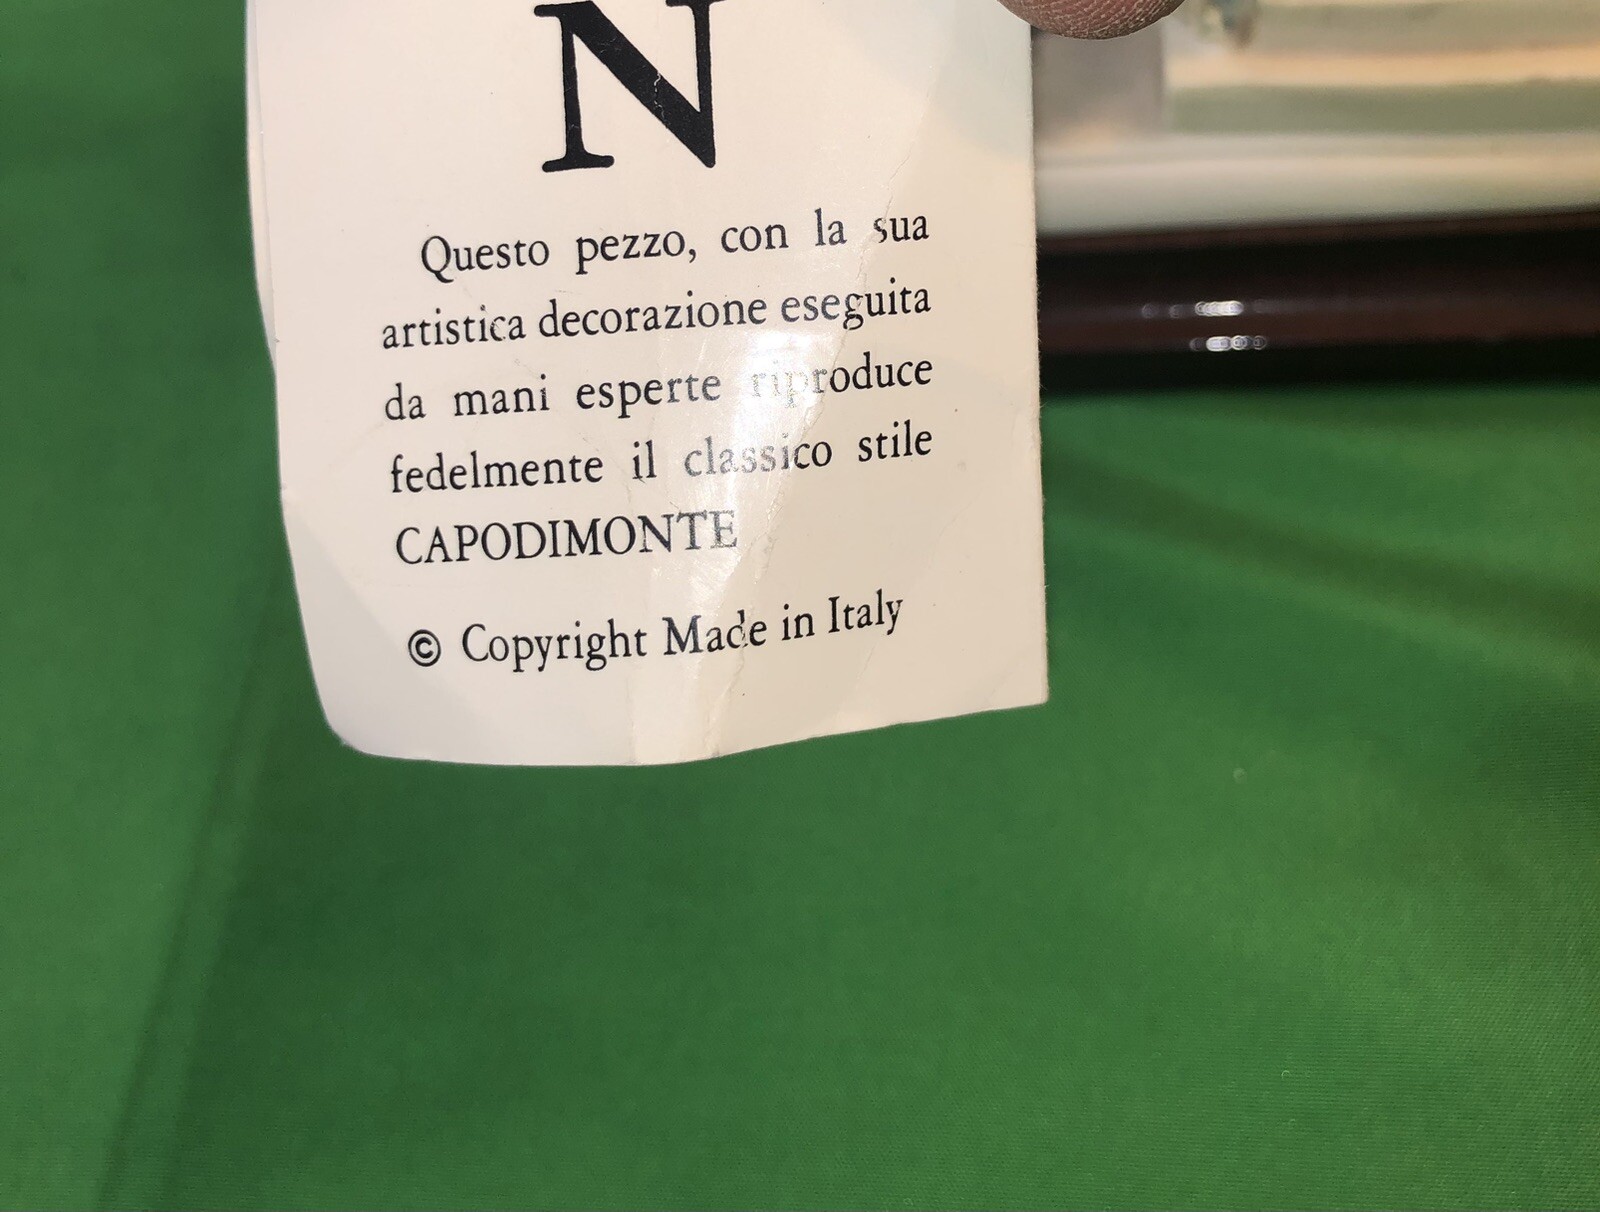 N
Questo pezzo, con la sua
artistica decorazione eseguita
da mani esperte riproduce
fedelmente il classico stile
CAPODIMONTE
© Copyright Made in Italy